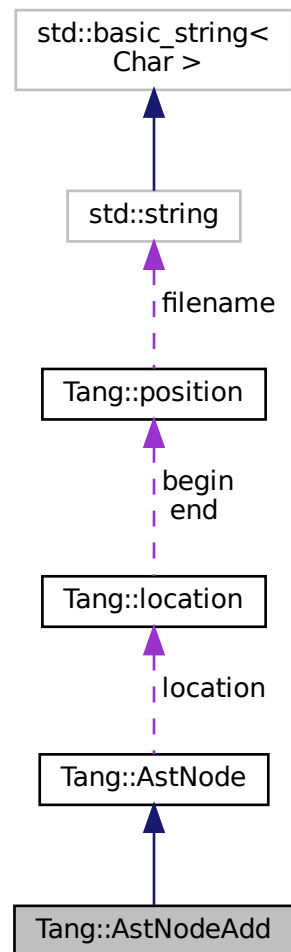 std::basic_string<
Char >
std::string
filename
Tang::position
begin
end
Tang::location
location
Tang::AstNode
Tang::AstNodeAdd